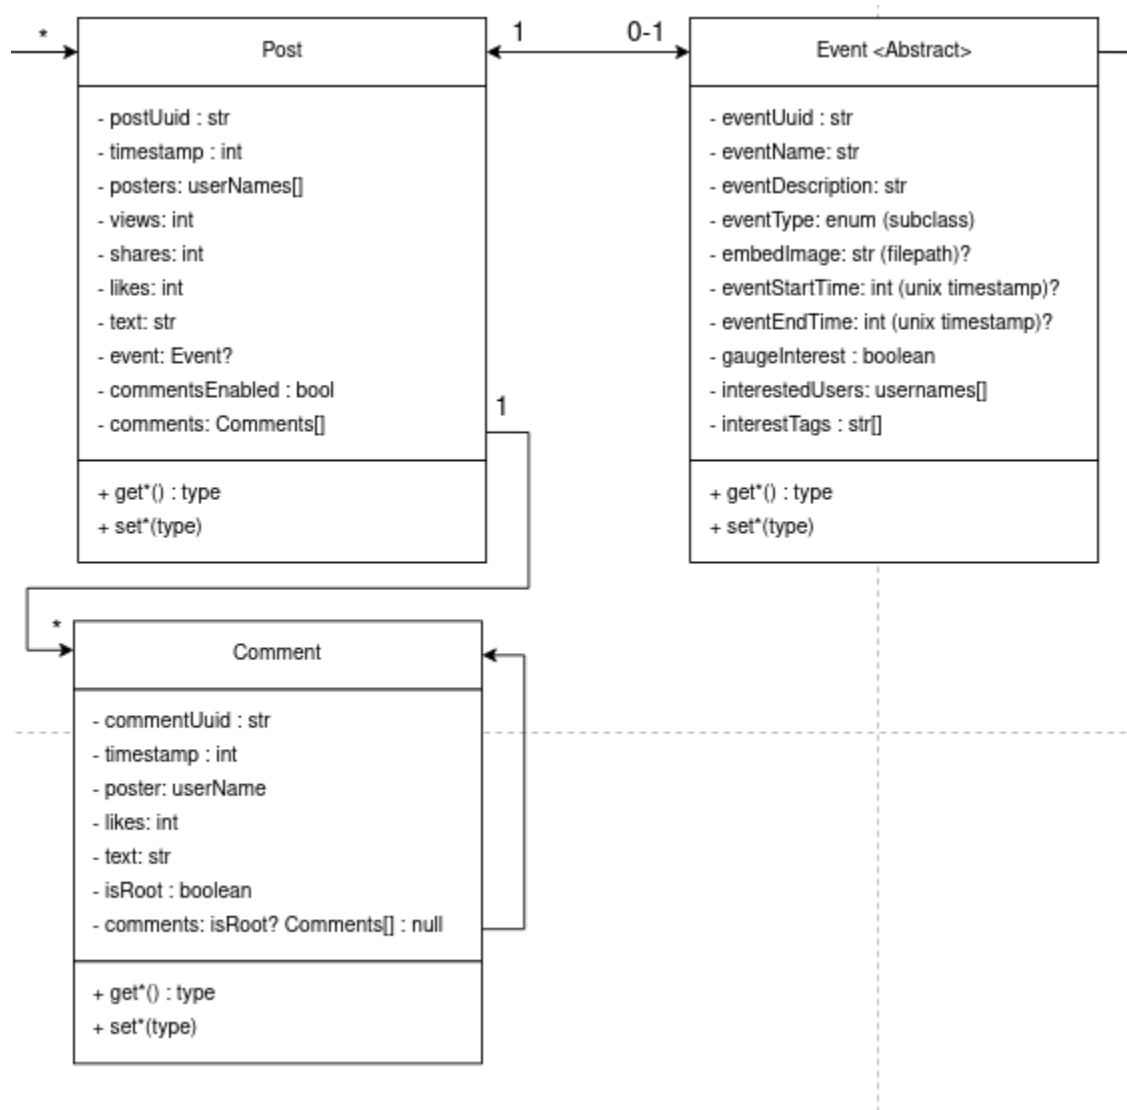 *
Post
- postUuid : str
- timestamp : int
- posters: userNames[]
- views: int
- shares: int
- likes: int
- text: str
- event: Event?
- commentsEnabled : bool
- comments: Comments[]
+ get*() : type
+ set*(type)
1
0-1
Event <Abstract>
- eventUuid : str
- eventName: str
- eventDescription: str
- eventType: enum (subclass)
- embedImage: str (filepath)?
- eventStartTime: int (unix timestamp)?
- eventEndTime: int (unix timestamp)?
- gaugeInterest : boolean
- interestedUsers: usernames[]
- interestTags : str[]
+ get*() : type
+ set*(type)
1
*
Comment
- commentUuid : str
- timestamp : int
- poster: userName
- likes: int
- text: str
- isRoot : boolean
- comments: isRoot? Comments[] : null
+ get*() : type
+ set*(type)